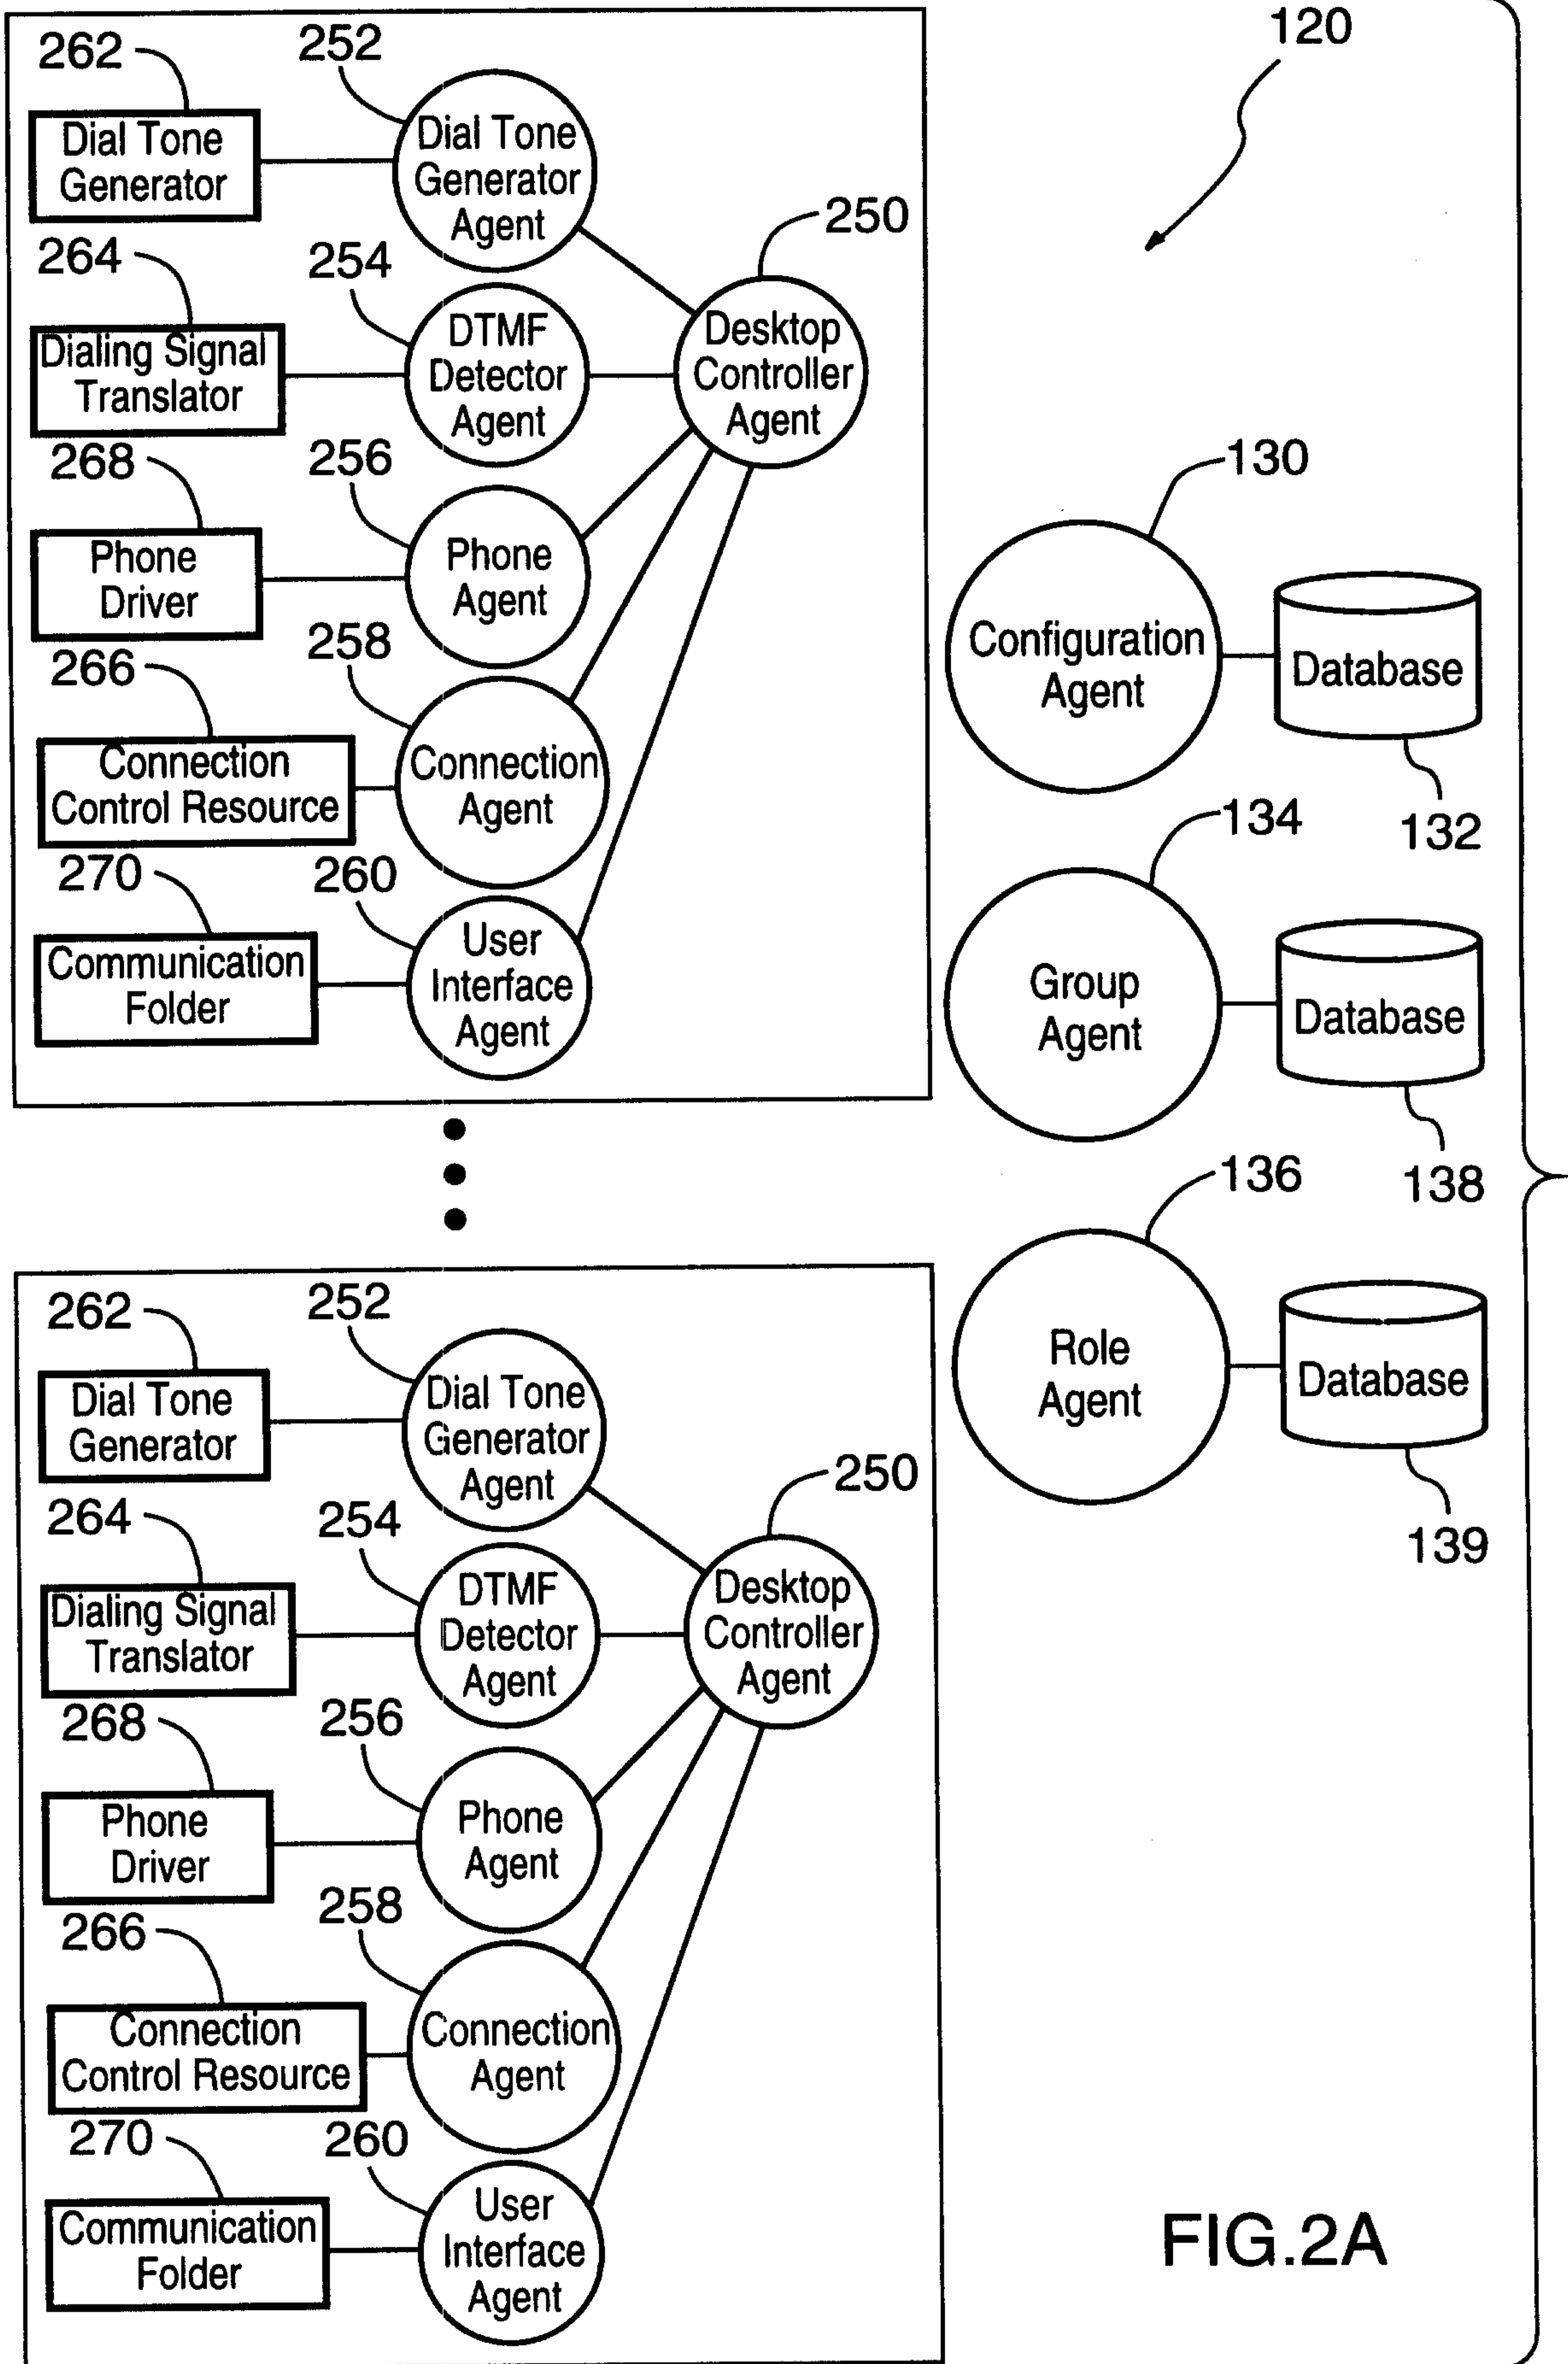 120
262
252
Dial Tone
Generator
Dial Tone
Generator
Agent
250
264
254
Dialing Signal
Translator
DTMF
Detector
Agent
Desktop
Controller
Agent
268
256
Phone
Driver
Phone
Agent
266
258
Connection
Control Resource
Connection
Agent
270
260
Communication
Folder
User
Interface
Agent
130
Configuration
Agent
Database
132
134
Group
Agent
Database
138
136
Role
Agent
Database
139
262
252
Dial Tone
Generator
Dial Tone
Generator
Agent
250
264
254
Dialing Signal
Translator
DTMF
Detector
Agent
Desktop
Controller
Agent
268
256
Phone
Driver
Phone
Agent
266
258
Connection
Control Resource
Connection
Agent
270
260
Communication
Folder
User
Interface
Agent
FIG.2A